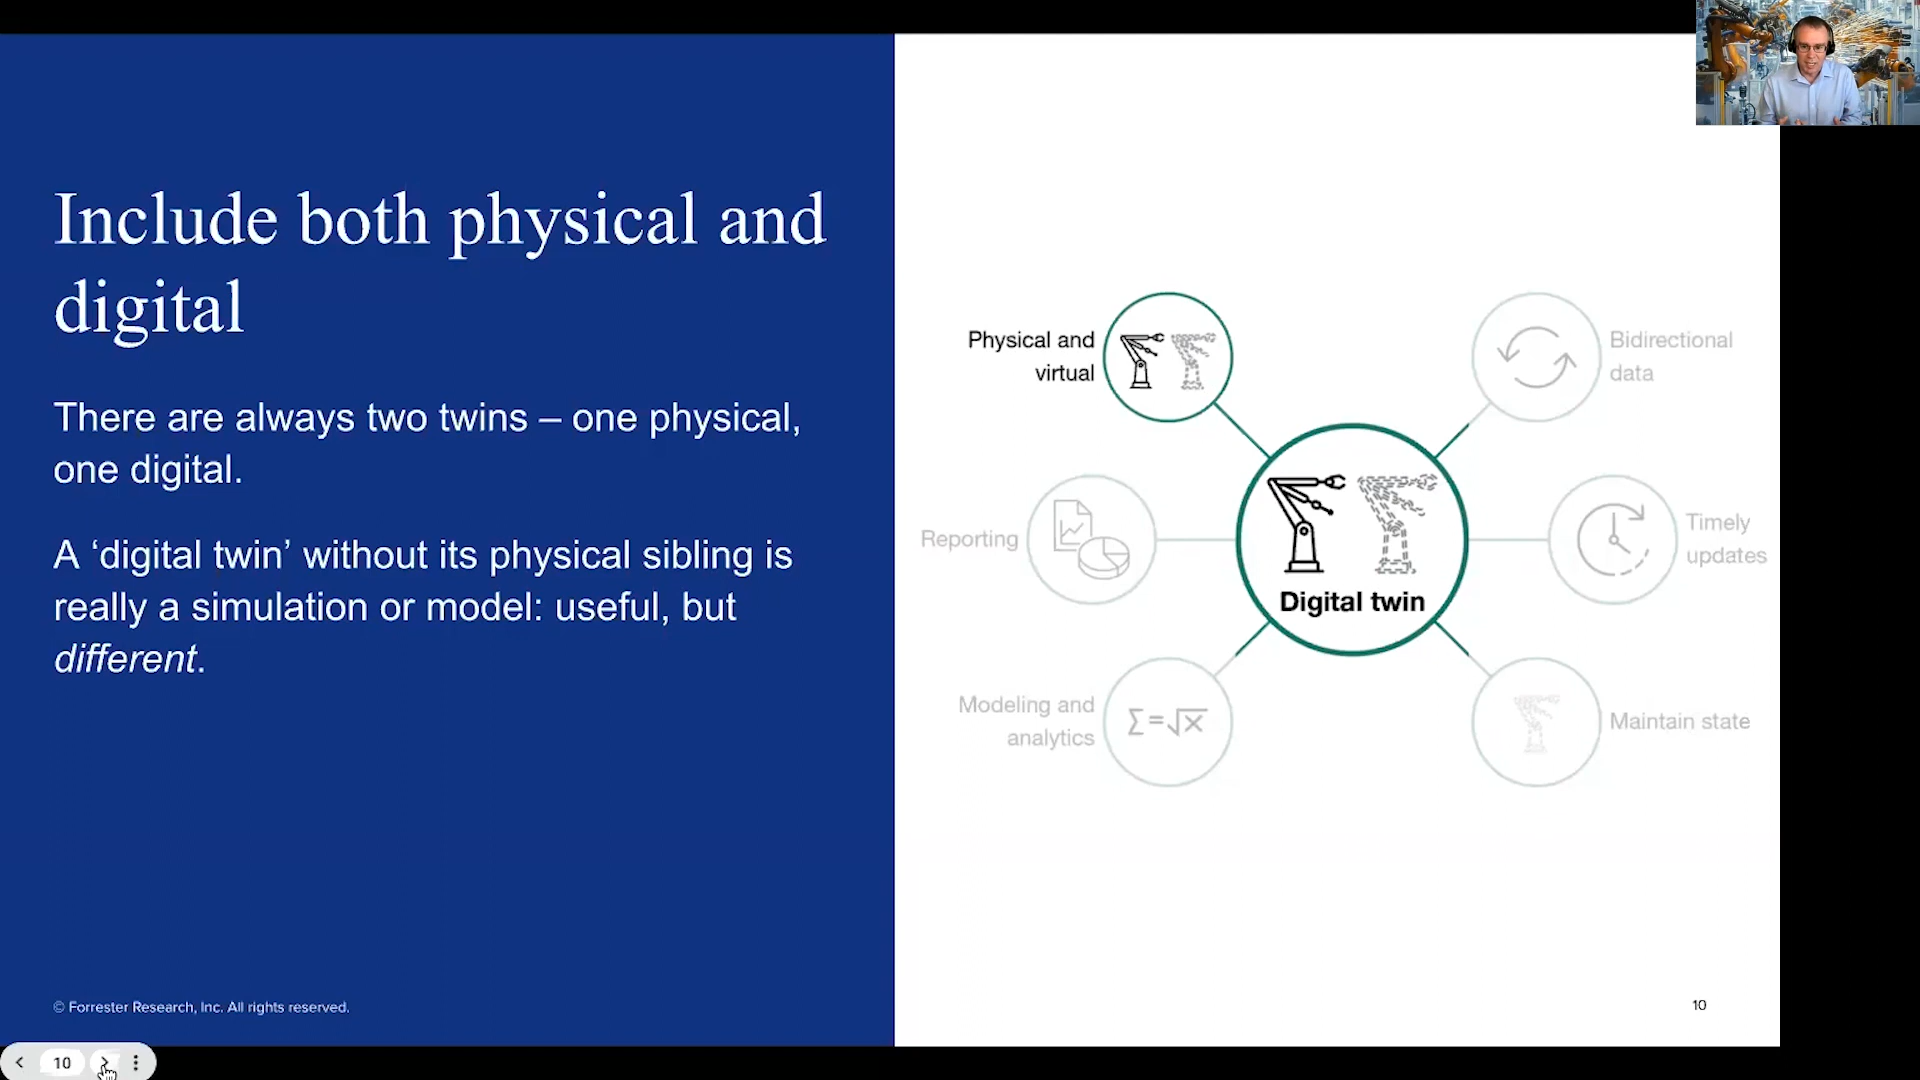 Include both physical and
digital
There are always two twins – one physical,
one digital.
A ‘digital twin’ without its physical sibling is
really a simulation or model: useful, but
different.
Physical and
virtual
Bidirectional
data
Reporting
Timely
updates
Digital twin
Modeling and
analytics
Σ=√x
Maintain state
© Forrester Research, Inc. All rights reserved.
10
10